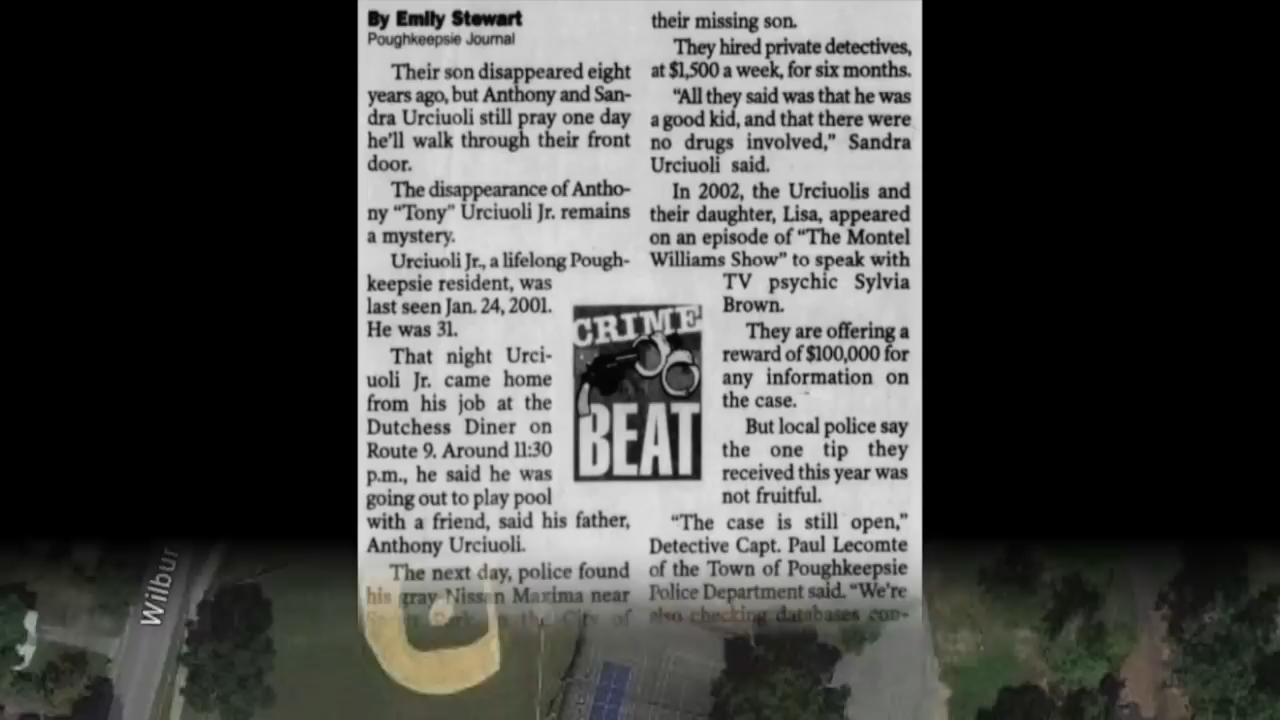 By Emily Stewart
Poughkeepsie Journal
Their son disappeared eight
years ago, but Anthony and San-
dra Urciuoli still pray one day
he'll walk through their front
door.
The disappearance of Antho-
ny “Tony” Urciuoli Jr. remains
a mystery.
Urciuoli Jr., a lifelong Pough-
keepsie resident, was
last seen Jan. 24, 2001.
He was 31.
That night Urci-
uoli Jr. came home
from his job at the
Dutchess Diner on
Route 9. Around 11:30
p.m., he said he was
going out to play pool
with a friend, said his father,
Anthony Urciuoli.
The next day, police found
his gray Nissan Maxima near
Park the City of
CRIME
BEAT
their missing son.
They hired private detectives,
at $1,500 a week, for six months.
“All they said was that he was
a good kid, and that there were
no drugs involved,” Sandra
Urciuoli said.
In 2002, the Urciuolis and
their daughter, Lisa, appeared
on an episode of “The Montel
Williams Show” to speak with
TV psychic Sylvia
Brown.
They are offering a
reward of $100,000 for
any information on
the case.
But local police say
the one tip they
received this year was
not fruitful.
“The case is still open,”
Detective Capt. Paul Lecomte
of the Town of Poughkeepsie
Police Department said. “We're
also checking databases con-
Wilbur